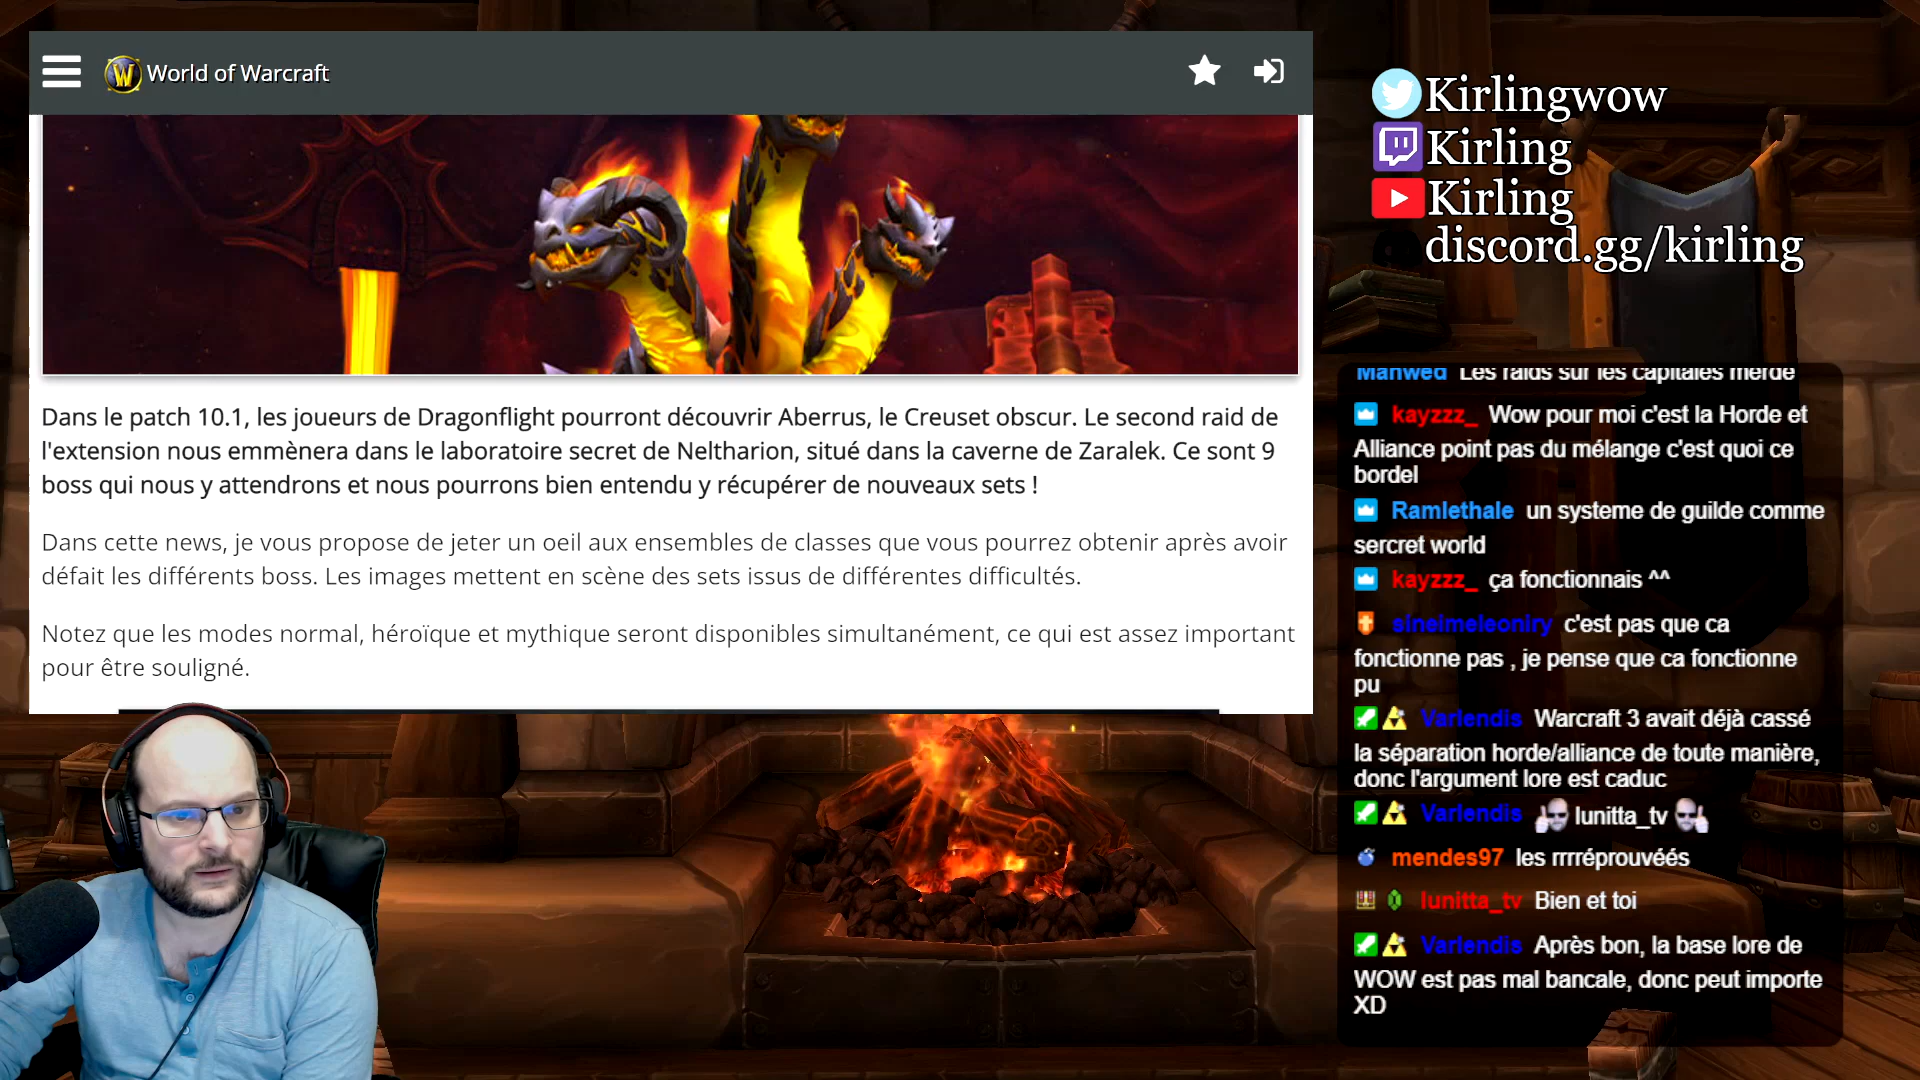 World of Warcraft
Dans le patch 10.1, les joueurs de Dragonflight pourront découvrir Aberrus, le Creuset obscur. Le second raid de
l'extension nous emmènera dans le laboratoire secret de Neltharion, situé dans la caverne de Zaralek. Ce sont 9
boss qui nous y attendrons et nous pourrons bien entendu y récupérer de nouveaux sets !
Dans cette news, je vous propose de jeter un oeil aux ensembles de classes que vous pourrez obtenir après avoir
défait les différents boss. Les images mettent en scène des sets issus de différentes difficultés.
Notez que les modes normal, héroïque et mythique seront disponibles simultanément, ce qui est assez important
pour être souligné.
Kirlingwow
Kirling
Kirling
discord.gg/kirling
Manwed Les raids sur les capitales merde
kayzzz_ Wow pour moi c'est la Horde et
Alliance point pas du mélange c'est quoi ce
bordel
Ramlethale un systeme de guilde comme
sercret world
kayzzz_ ça fonctionnais ^^
sineimeleoniry c'est pas que ca
fonctionne pas , je pense que ca fonctionne
pu
Varlendis Warcraft 3 avait déjà cassé
la séparation horde/alliance de toute manière,
donc l'argument lore est caduc
Varlendis lunitta_tv
mendes97 les rrrréprouvéés
lunitta_tv Bien et toi
Varlendis Après bon, la base lore de
WOW est pas mal bancale, donc peut importe
XD